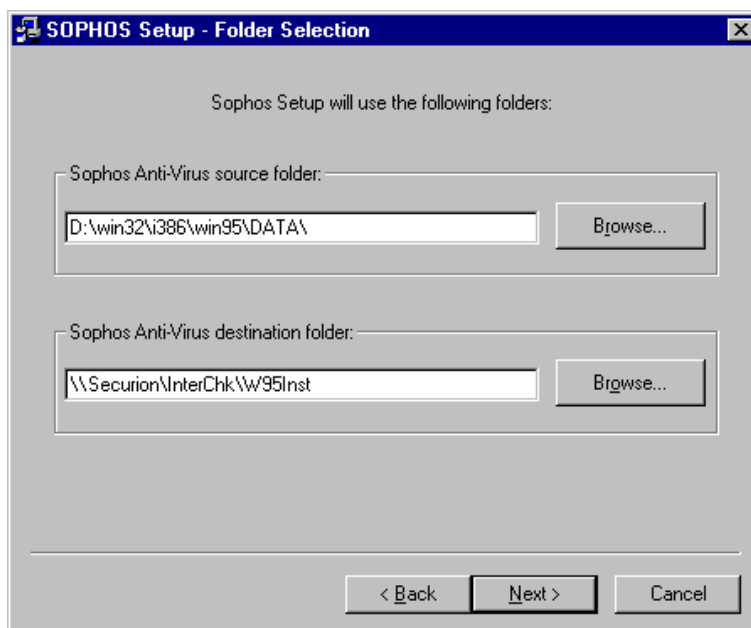 SOPHOS Setup - Folder Selection
Sophos Setup will use the following folders:
Sophos Anti-Virus source folder:
D:\win32\i386\win95\DATA\
Browse...
Sophos Anti-Virus destination folder:
\\Securion\InterChk\W95Inst
Browse...
< Back
Next >
Cancel